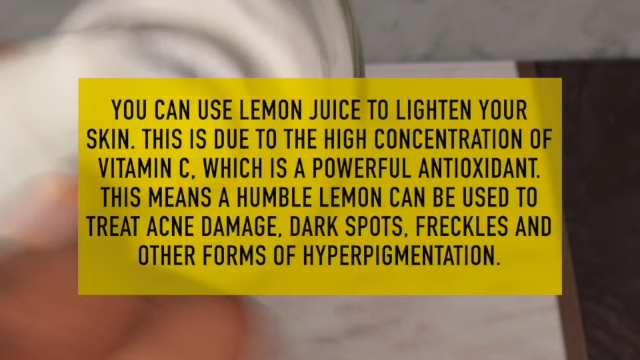 YOU CAN USE LEMON JUICE TO LIGHTEN YOUR
SKIN. THIS IS DUE TO THE HIGH CONCENTRATION OF
VITAMIN C, WHICH IS A POWERFUL ANTIOXIDANT.
THIS MEANS A HUMBLE LEMON CAN BE USED TO
TREAT ACNE DAMAGE, DARK SPOTS, FRECKLES AND
OTHER FORMS OF HYPERPIGMENTATION.